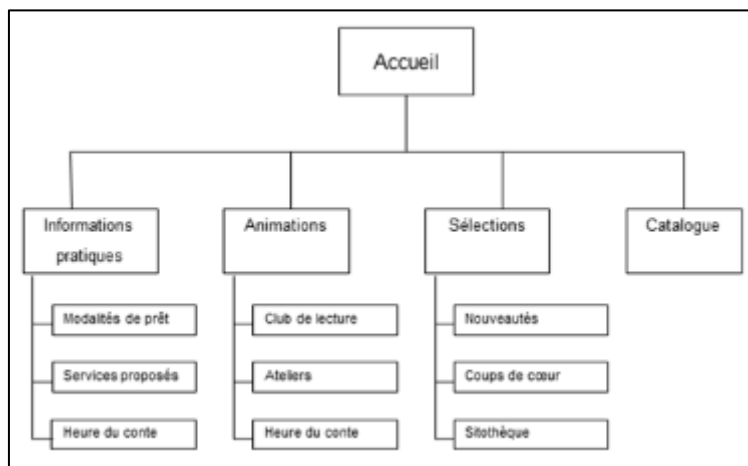 Accueil
Informations
pratiques
Animations
Sélections
Catalogue
Modalités de prêt
Club de lecture
Nouveautés
Services proposés
Ateliers
Coups de cœur
Heure du conte
Heure du conte
Sitothèque